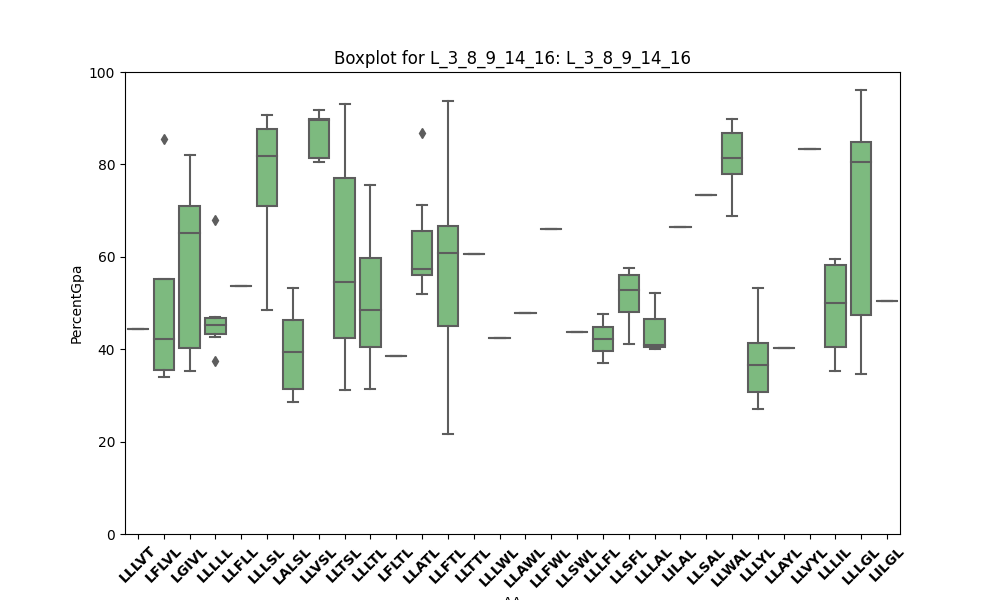 Boxplot for L_3_8_9_14_16: L_3_8_9_14_16
100
80
60
40
20
0
PercentGpa
LLLVT
LFLVL
LGIVL
LLLLL
LLFLL
LLLSL
LALSL
LLVSL
LLTSL
LLLTL
LFLTL
LLATL
LLFTL
LLTTL
LLLWL
LLAWL
LLFWL
LLSWL
LLLFL
LLSFL
LLLAL
LILAL
LLSAL
LLWAL
LLLYL
LLAYL
LLVYL
LLLIL
LLLGL
LILGL